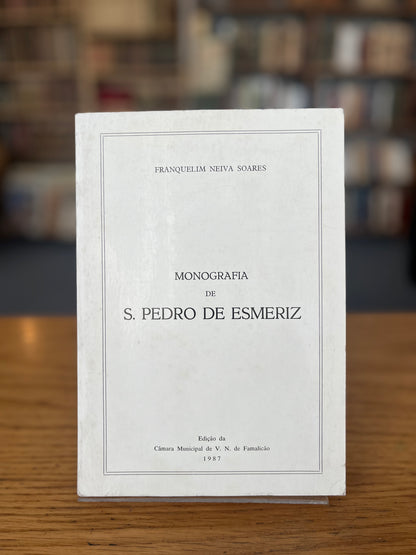 FRANQUELIM NEIVA SOARES
MONOGRAFIA
DE
S. PEDRO DE ESMERIZ
Edição da
Câmara Municipal de V. N. de Famalicão
1987